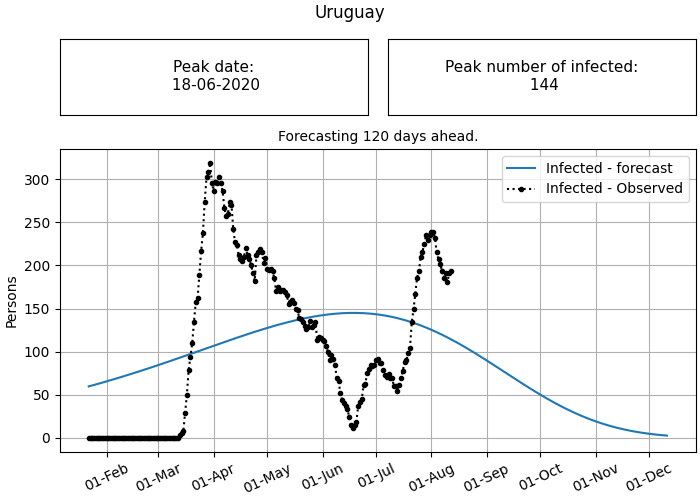 Uruguay
Peak date:
18-06-2020
Peak number of infected:
144
Forecasting 120 days ahead.
Infected - forecast
Infected - Observed
Persons
300
250
200
150
100
50
0
01-Feb
01-Mar
01-Apr
01-May
01-Jun
01-Jul
01-Aug
01-Sep
01-Oct
01-Nov
01-Dec